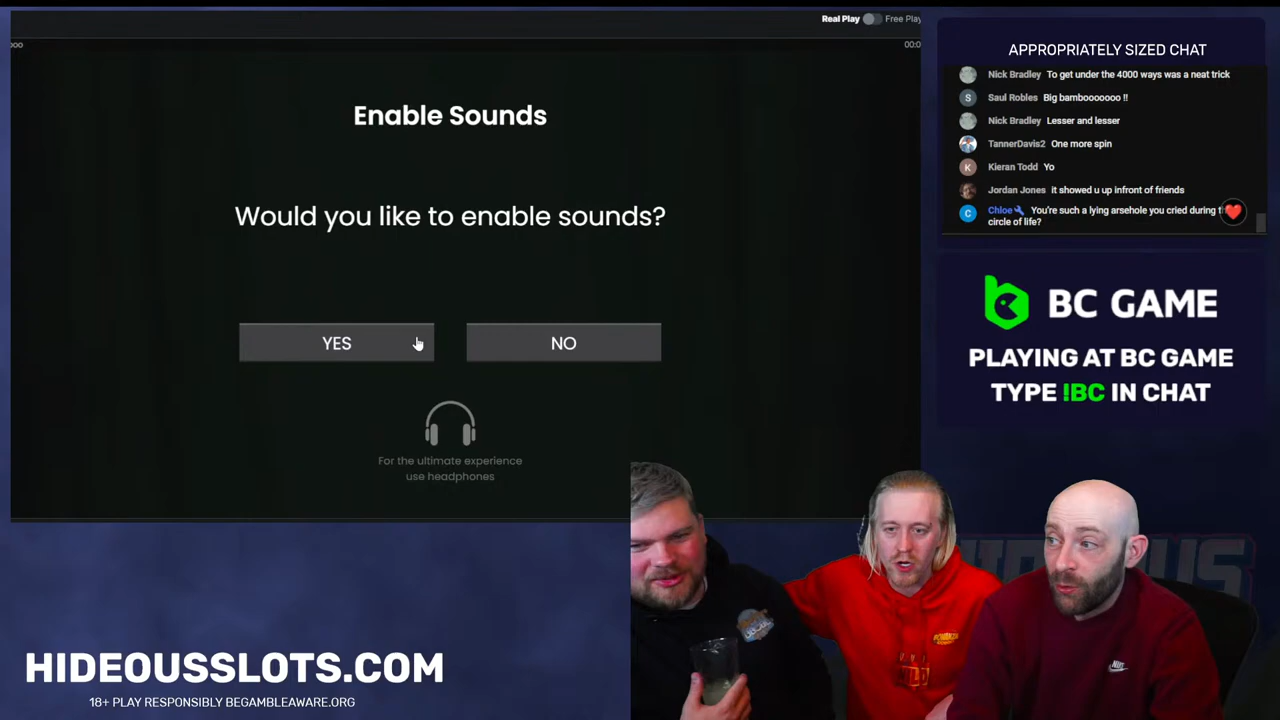 Real Play
Free Play
00:0
Enable Sounds
Would you like to enable sounds?
YES
NO
For the ultimate experience
use headphones
APPROPRIATELY SIZED CHAT
Nick Bradley To get under the 4000 ways was a neat trick
S Saul Robles Big bambooooooo !!
Nick Bradley Lesser and lesser
TannerDavis2 One more spin
K Kieran Todd Yo
Jordan Jones it showed u up infront of friends
C Chloe You're such a lying arsehole you cried during t
circle of life?
BC GAME
PLAYING AT BC GAME
TYPE !BC IN CHAT
HIDEOUSSLOTS.COM
18+ PLAY RESPONSIBLY BEGAMBLEAWARE.ORG